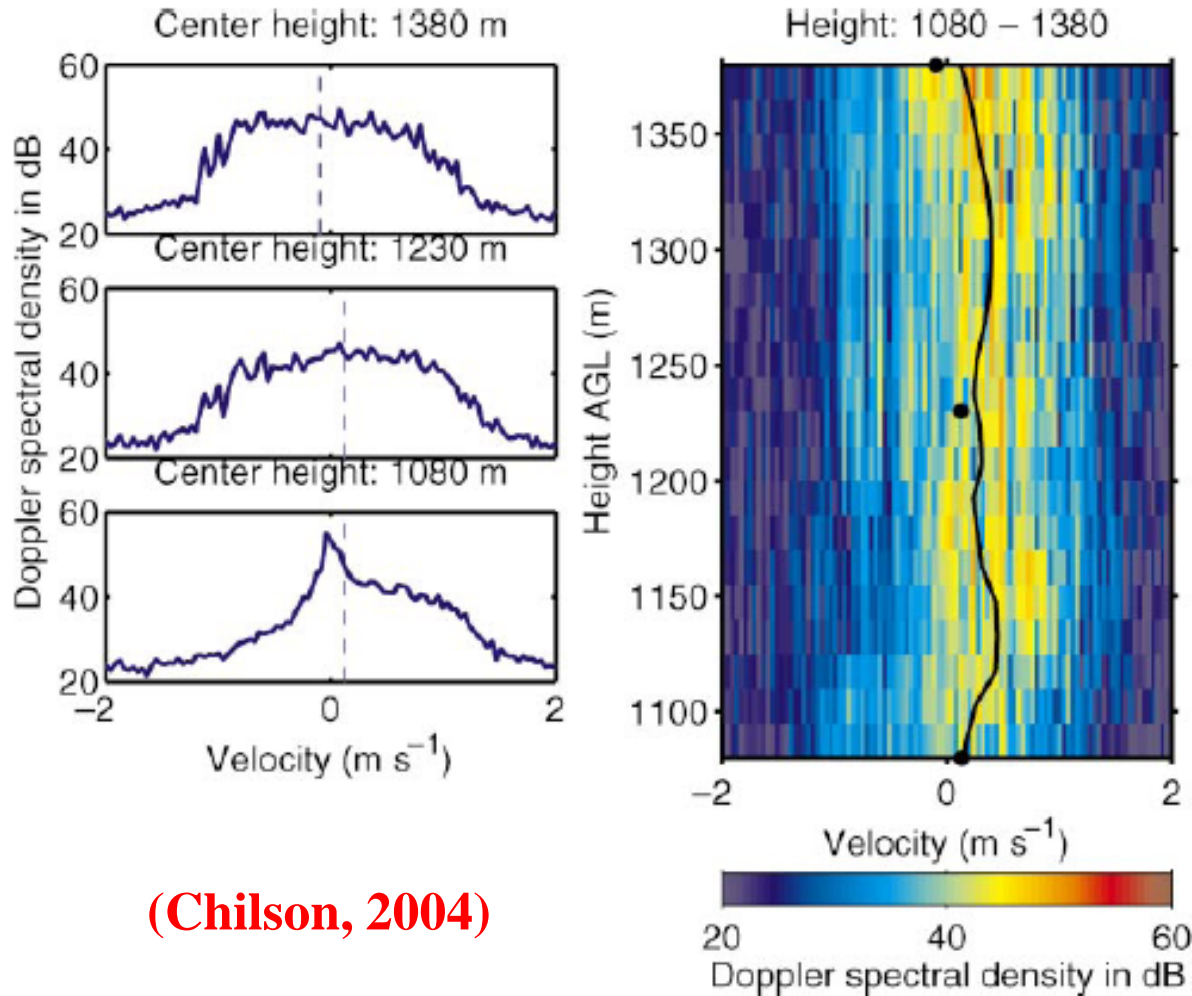 Center height: 1380 m
60
40
20
Center height: 1230 m
60
40
20
Center height: 1080 m
60
40
20
−2
0
2
Velocity (m s⁻¹)
Doppler spectral density in dB
Height: 1080 − 1380
1350
1300
1250
1200
1150
1100
Height AGL (m)
−2
0
2
Velocity (m s⁻¹)
20
40
60
Doppler spectral density in dB
(Chilson, 2004)